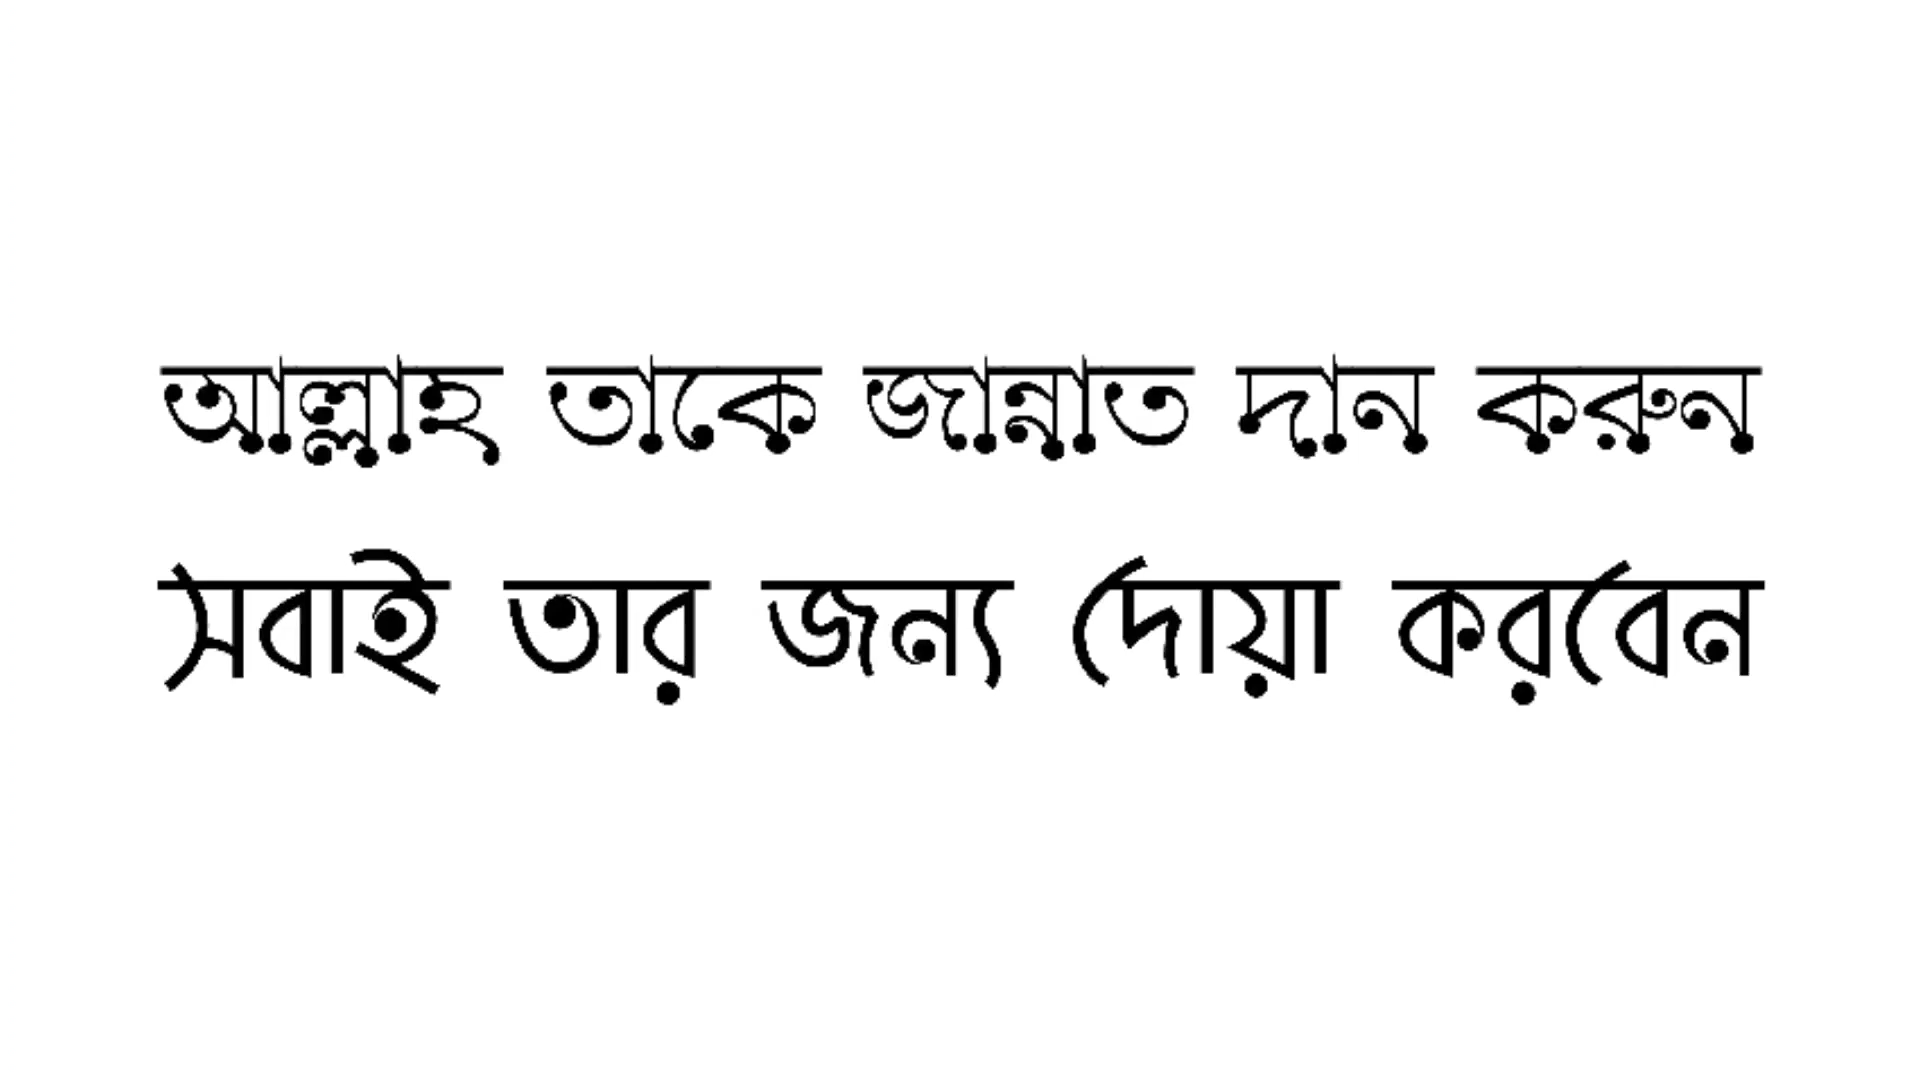 আল্লাহ তাকে জান্নাত দান করুন
সবাই তার জন্য দোয়া করবেন